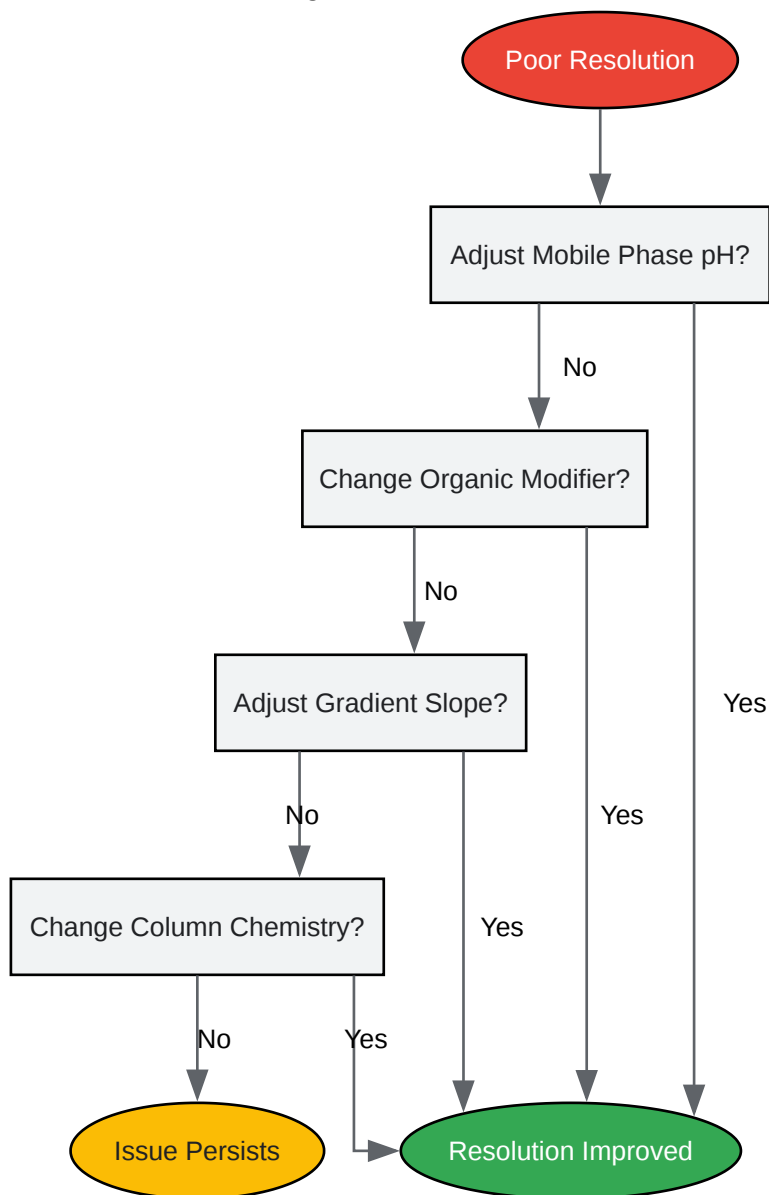 Poor Resolution
Adjust Mobile Phase pH?
No
Change Organic Modifier?
No
Adjust Gradient Slope?
Yes
No
Yes
Change Column Chemistry?
Yes
No
Yes
Issue Persists
Resolution Improved